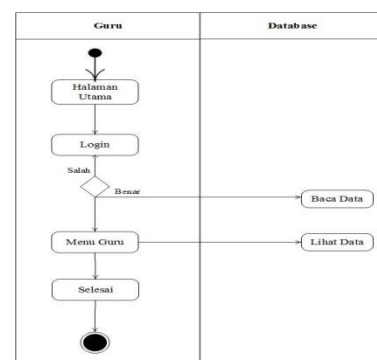 Guru
Database
Halaman
Utama
Login
Salah
Benar
Baca Data
Menu Guru
Lihat Data
Selesai